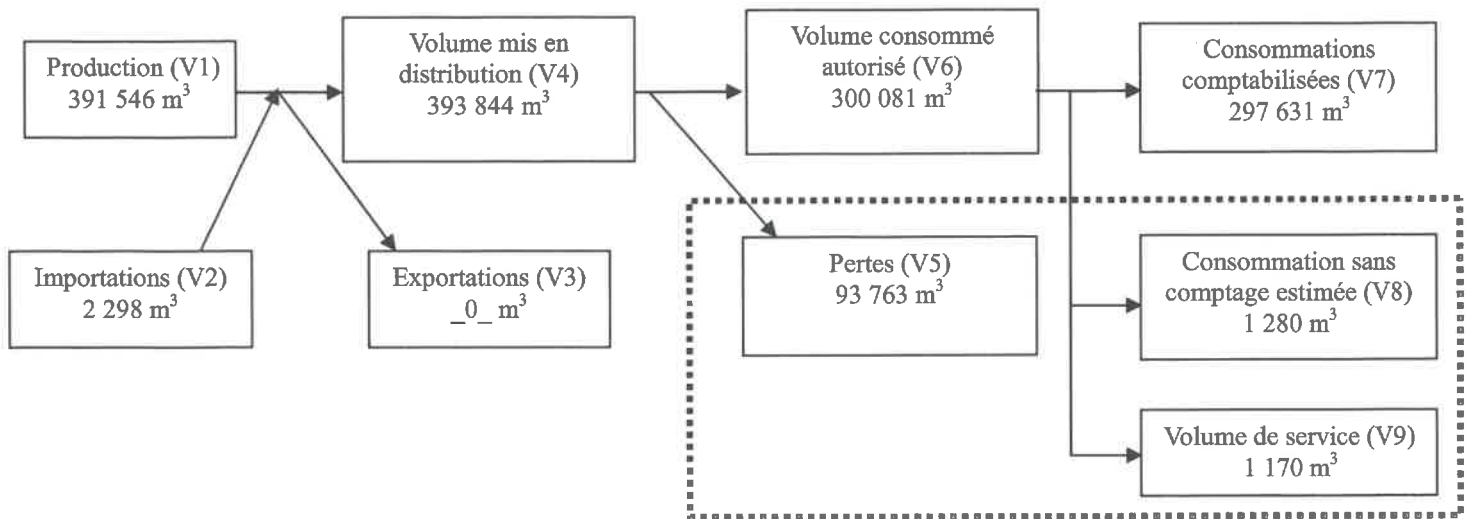 Production (V1)
391 546 m³
Volume mis en
distribution (V4)
393 844 m³
Volume consommé
autorisé (V6)
300 081 m³
Consommations
comptabilisées (V7)
297 631 m³
Importations (V2)
2 298 m³
Exportations (V3)
_0_ m³
Pertes (V5)
93 763 m³
Consommation sans
comptage estimée (V8)
1 280 m³
Volume de service (V9)
1 170 m³